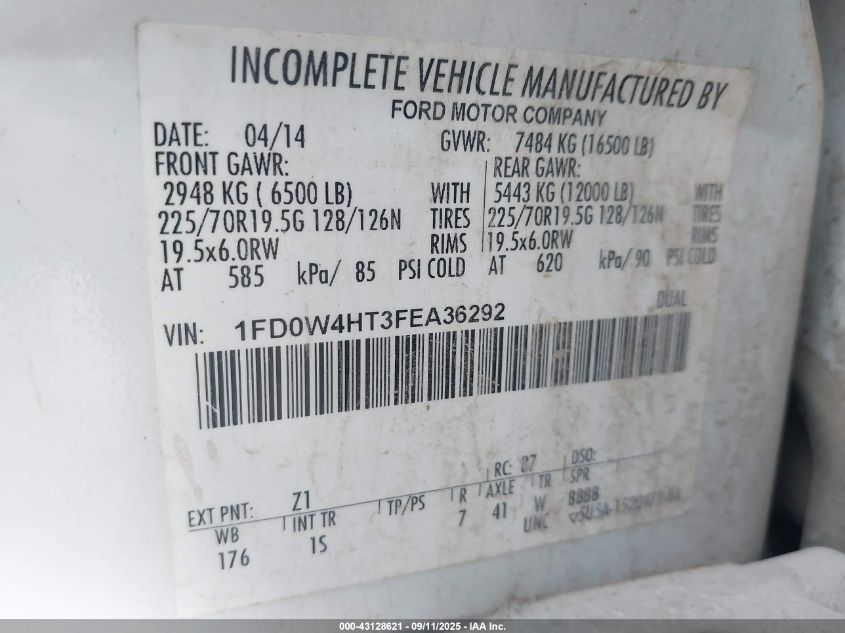 INCOMPLETE VEHICLE MANUFACTURED BY
FORD MOTOR COMPANY
DATE: 04/14 GVWR: 7484 KG (16500 LB)
FRONT GAWR: REAR GAWR:
2948 KG ( 6500 LB) WITH 5443 KG (12000 LB) WITH
225/70R19.5G 128/126N TIRES 225/70R19.5G 128/126N TIRES
19.5x6.0RW RIMS 19.5x6.0RW RIMS
AT 585 kPa/ 85 PSI COLD AT 620 kPa/ 90 PSI COLD
DUAL
VIN: 1FD0W4HT3FEA36292
EXT PNT: Z1 RC: 07 DSO:
WB INT TR TP/PS R AXLE TR SPR
176 1S 7 41 W BBBB
UNC
000-43128621 - 09/11/2025 - IAA Inc.